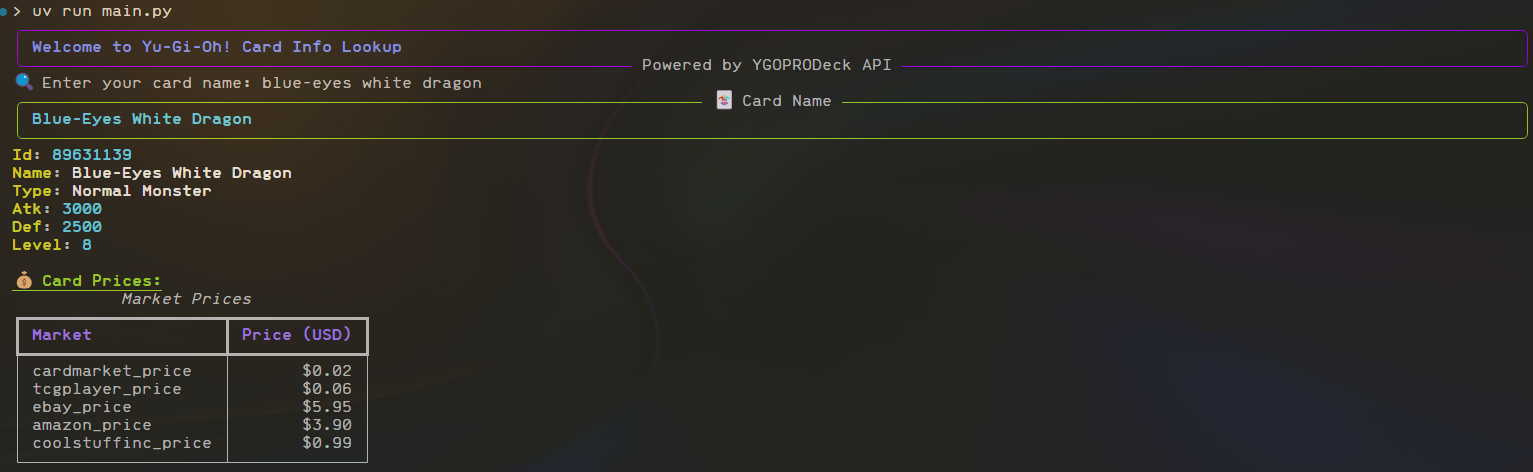 > uv run main.py
Welcome to Yu-Gi-Oh! Card Info Lookup
Powered by YGOPRODeck API
🔍 Enter your card name: blue-eyes white dragon
🃏 Card Name
Blue-Eyes White Dragon
Id: 89631139
Name: Blue-Eyes White Dragon
Type: Normal Monster
Atk: 3000
Def: 2500
Level: 8
💰 Card Prices:
Market Prices
Market Price (USD)
cardmarket_price $0.02
tcgplayer_price $0.06
ebay_price $5.95
amazon_price $3.90
coolstuffinc_price $0.99